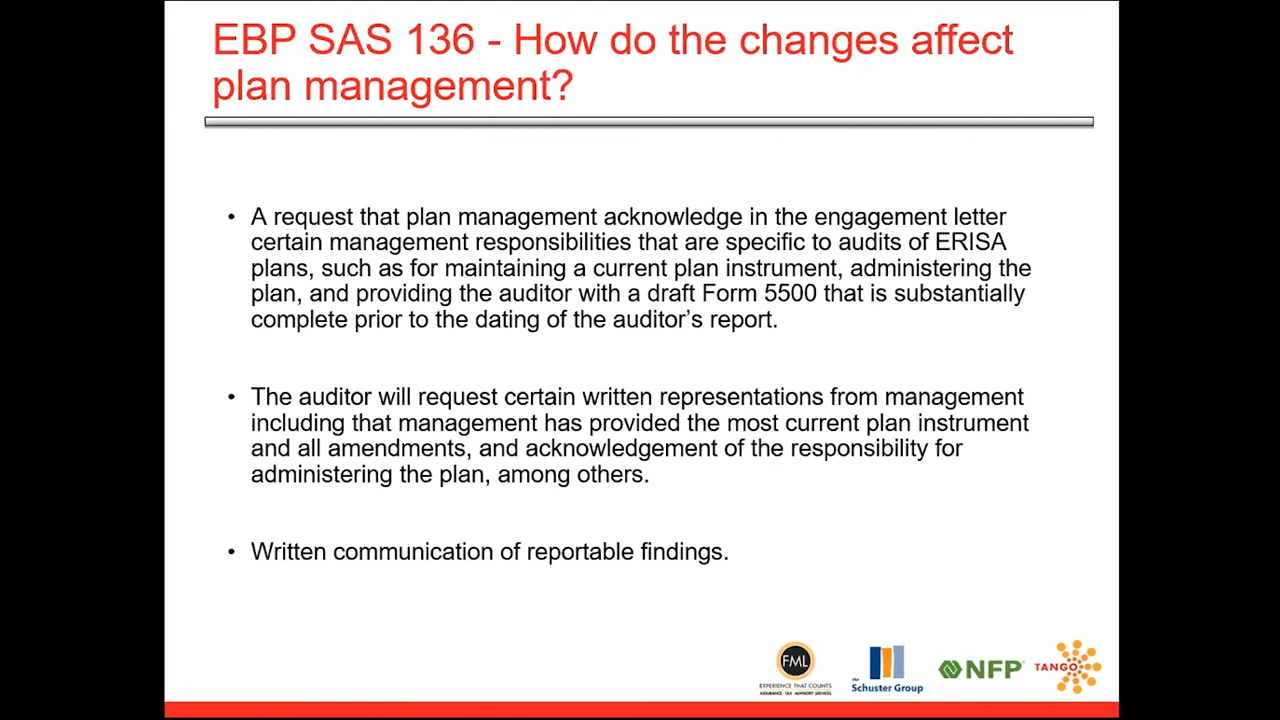 EBP SAS 136 - How do the changes affect
plan management?
• A request that plan management acknowledge in the engagement letter
certain management responsibilities that are specific to audits of ERISA
plans, such as for maintaining a current plan instrument, administering the
plan, and providing the auditor with a draft Form 5500 that is substantially
complete prior to the dating of the auditor's report.
• The auditor will request certain written representations from management
including that management has provided the most current plan instrument
and all amendments, and acknowledgement of the responsibility for
administering the plan, among others.
• Written communication of reportable findings.
FML
EXPERIENCE THAT COUNTS
ASSURANCE · TAX · ADVISORY SERVICES
the
Schuster Group
NFP
TANGO